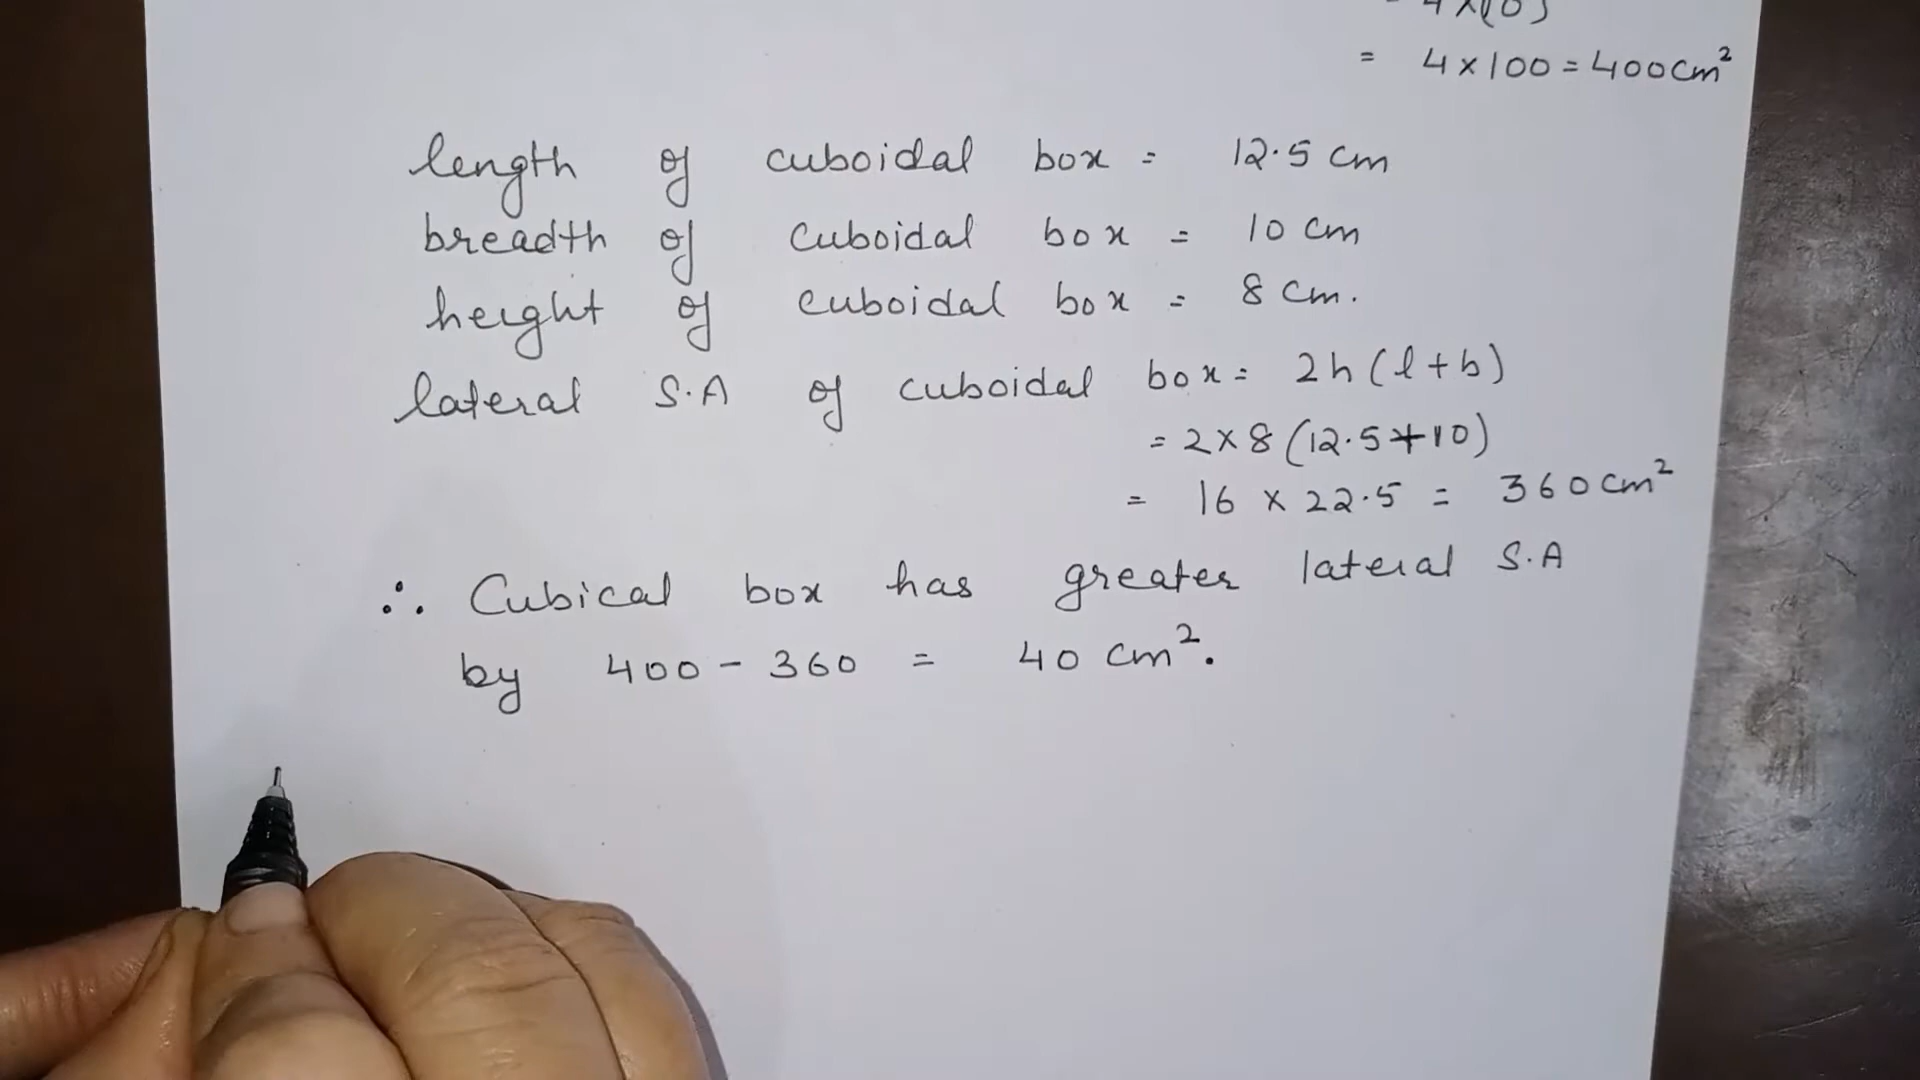 = 4 × 100 = 400 cm²
length of cuboidal box = 12.5 cm
breadth of cuboidal box = 10 cm
height of cuboidal box = 8 cm.
lateral S.A of cuboidal box = 2h (l + b)
= 2 × 8 (12.5 + 10)
= 16 × 22.5 = 360 cm²
∴ Cubical box has greater lateral S.A
by 400 - 360 = 40 cm².